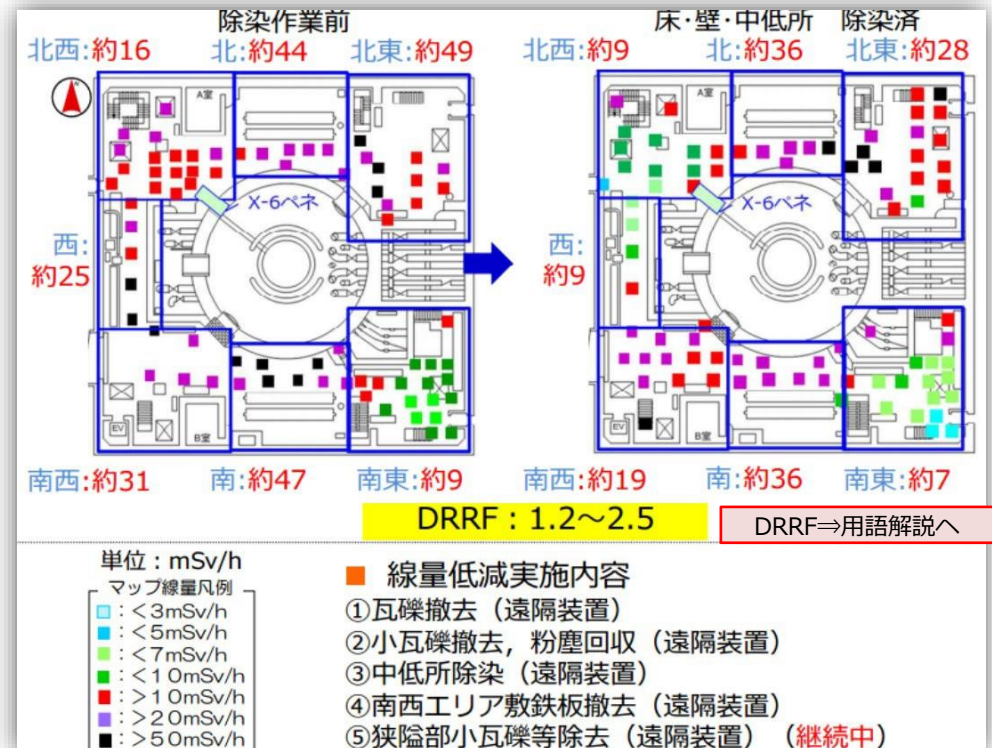 除染作業前
北西:約16 北:約44 北東:約49
N
A室
X-6ペネ
西:
約25
EV
B室
南西:約31 南:約47 南東:約9
床・壁・中低所 除染済
北西:約9 北:約36 北東:約28
A室
X-6ペネ
西:
約9
EV
B室
南西:約19 南:約36 南東:約7
DRRF：1.2～2.5
DRRF⇒用語解説へ
単位：mSv/h
マップ線量凡例
：＜3mSv/h
：＜5mSv/h
：＜7mSv/h
：＜10mSv/h
：＞10mSv/h
：＞20mSv/h
：＞50mSv/h
■ 線量低減実施内容
①瓦礫撤去（遠隔装置）
②小瓦礫撤去，粉塵回収（遠隔装置）
③中低所除染（遠隔装置）
④南西エリア敷鉄板撤去（遠隔装置）
⑤狭隘部小瓦礫等除去（遠隔装置）（継続中）